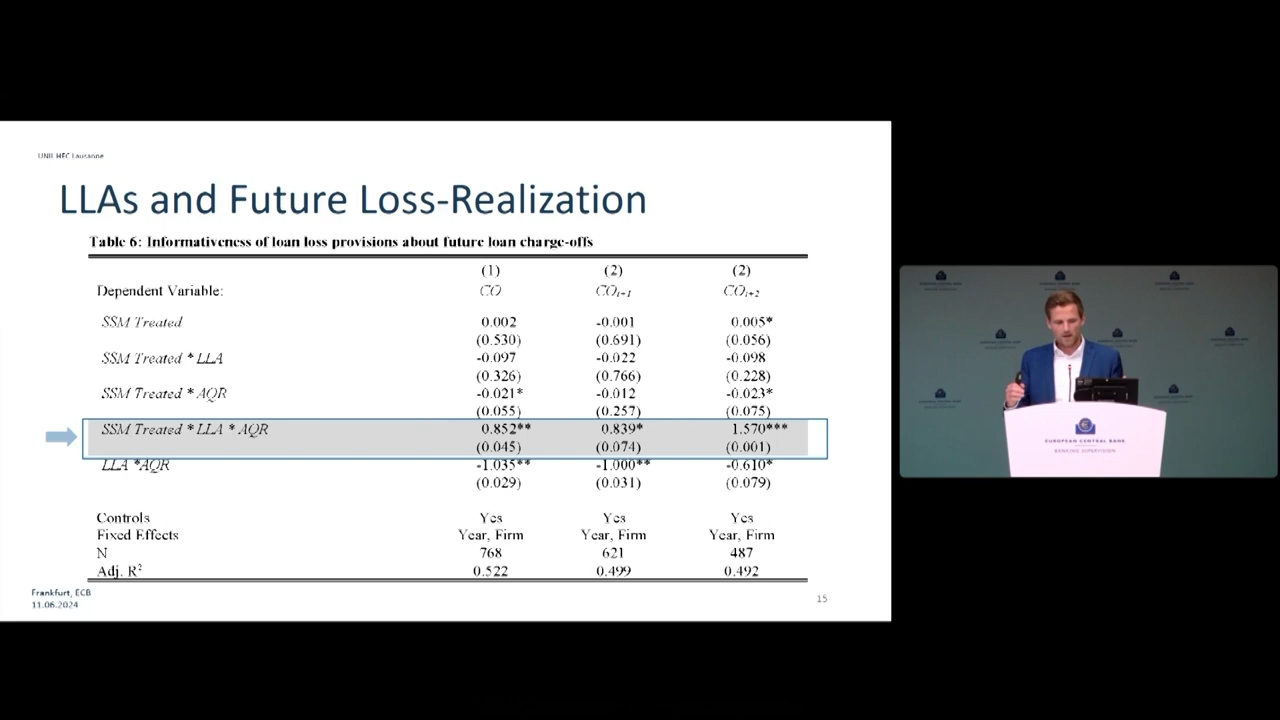 UNIL HEC Lausanne
LLAs and Future Loss-Realization
Table 6: Informativeness of loan loss provisions about future loan charge-offs
(1) (2) (2)
Dependent Variable: CO COₜ₊₁ COₜ₊₂
SSM Treated 0.002 -0.001 0.005*
(0.530) (0.691) (0.056)
SSM Treated * LLA -0.097 -0.022 -0.098
(0.326) (0.766) (0.228)
SSM Treated * AQR -0.021* -0.012 -0.023*
(0.055) (0.257) (0.075)
SSM Treated * LLA * AQR 0.852** 0.839* 1.570***
(0.045) (0.074) (0.001)
LLA *AQR -1.035** -1.000** -0.610*
(0.029) (0.031) (0.079)
Controls Yes Yes Yes
Fixed Effects Year, Firm Year, Firm Year, Firm
N 768 621 487
Adj. R² 0.522 0.499 0.492
Frankfurt, ECB
11.06.2024
15
EUROPEAN CENTRAL BANK
BANKING SUPERVISION